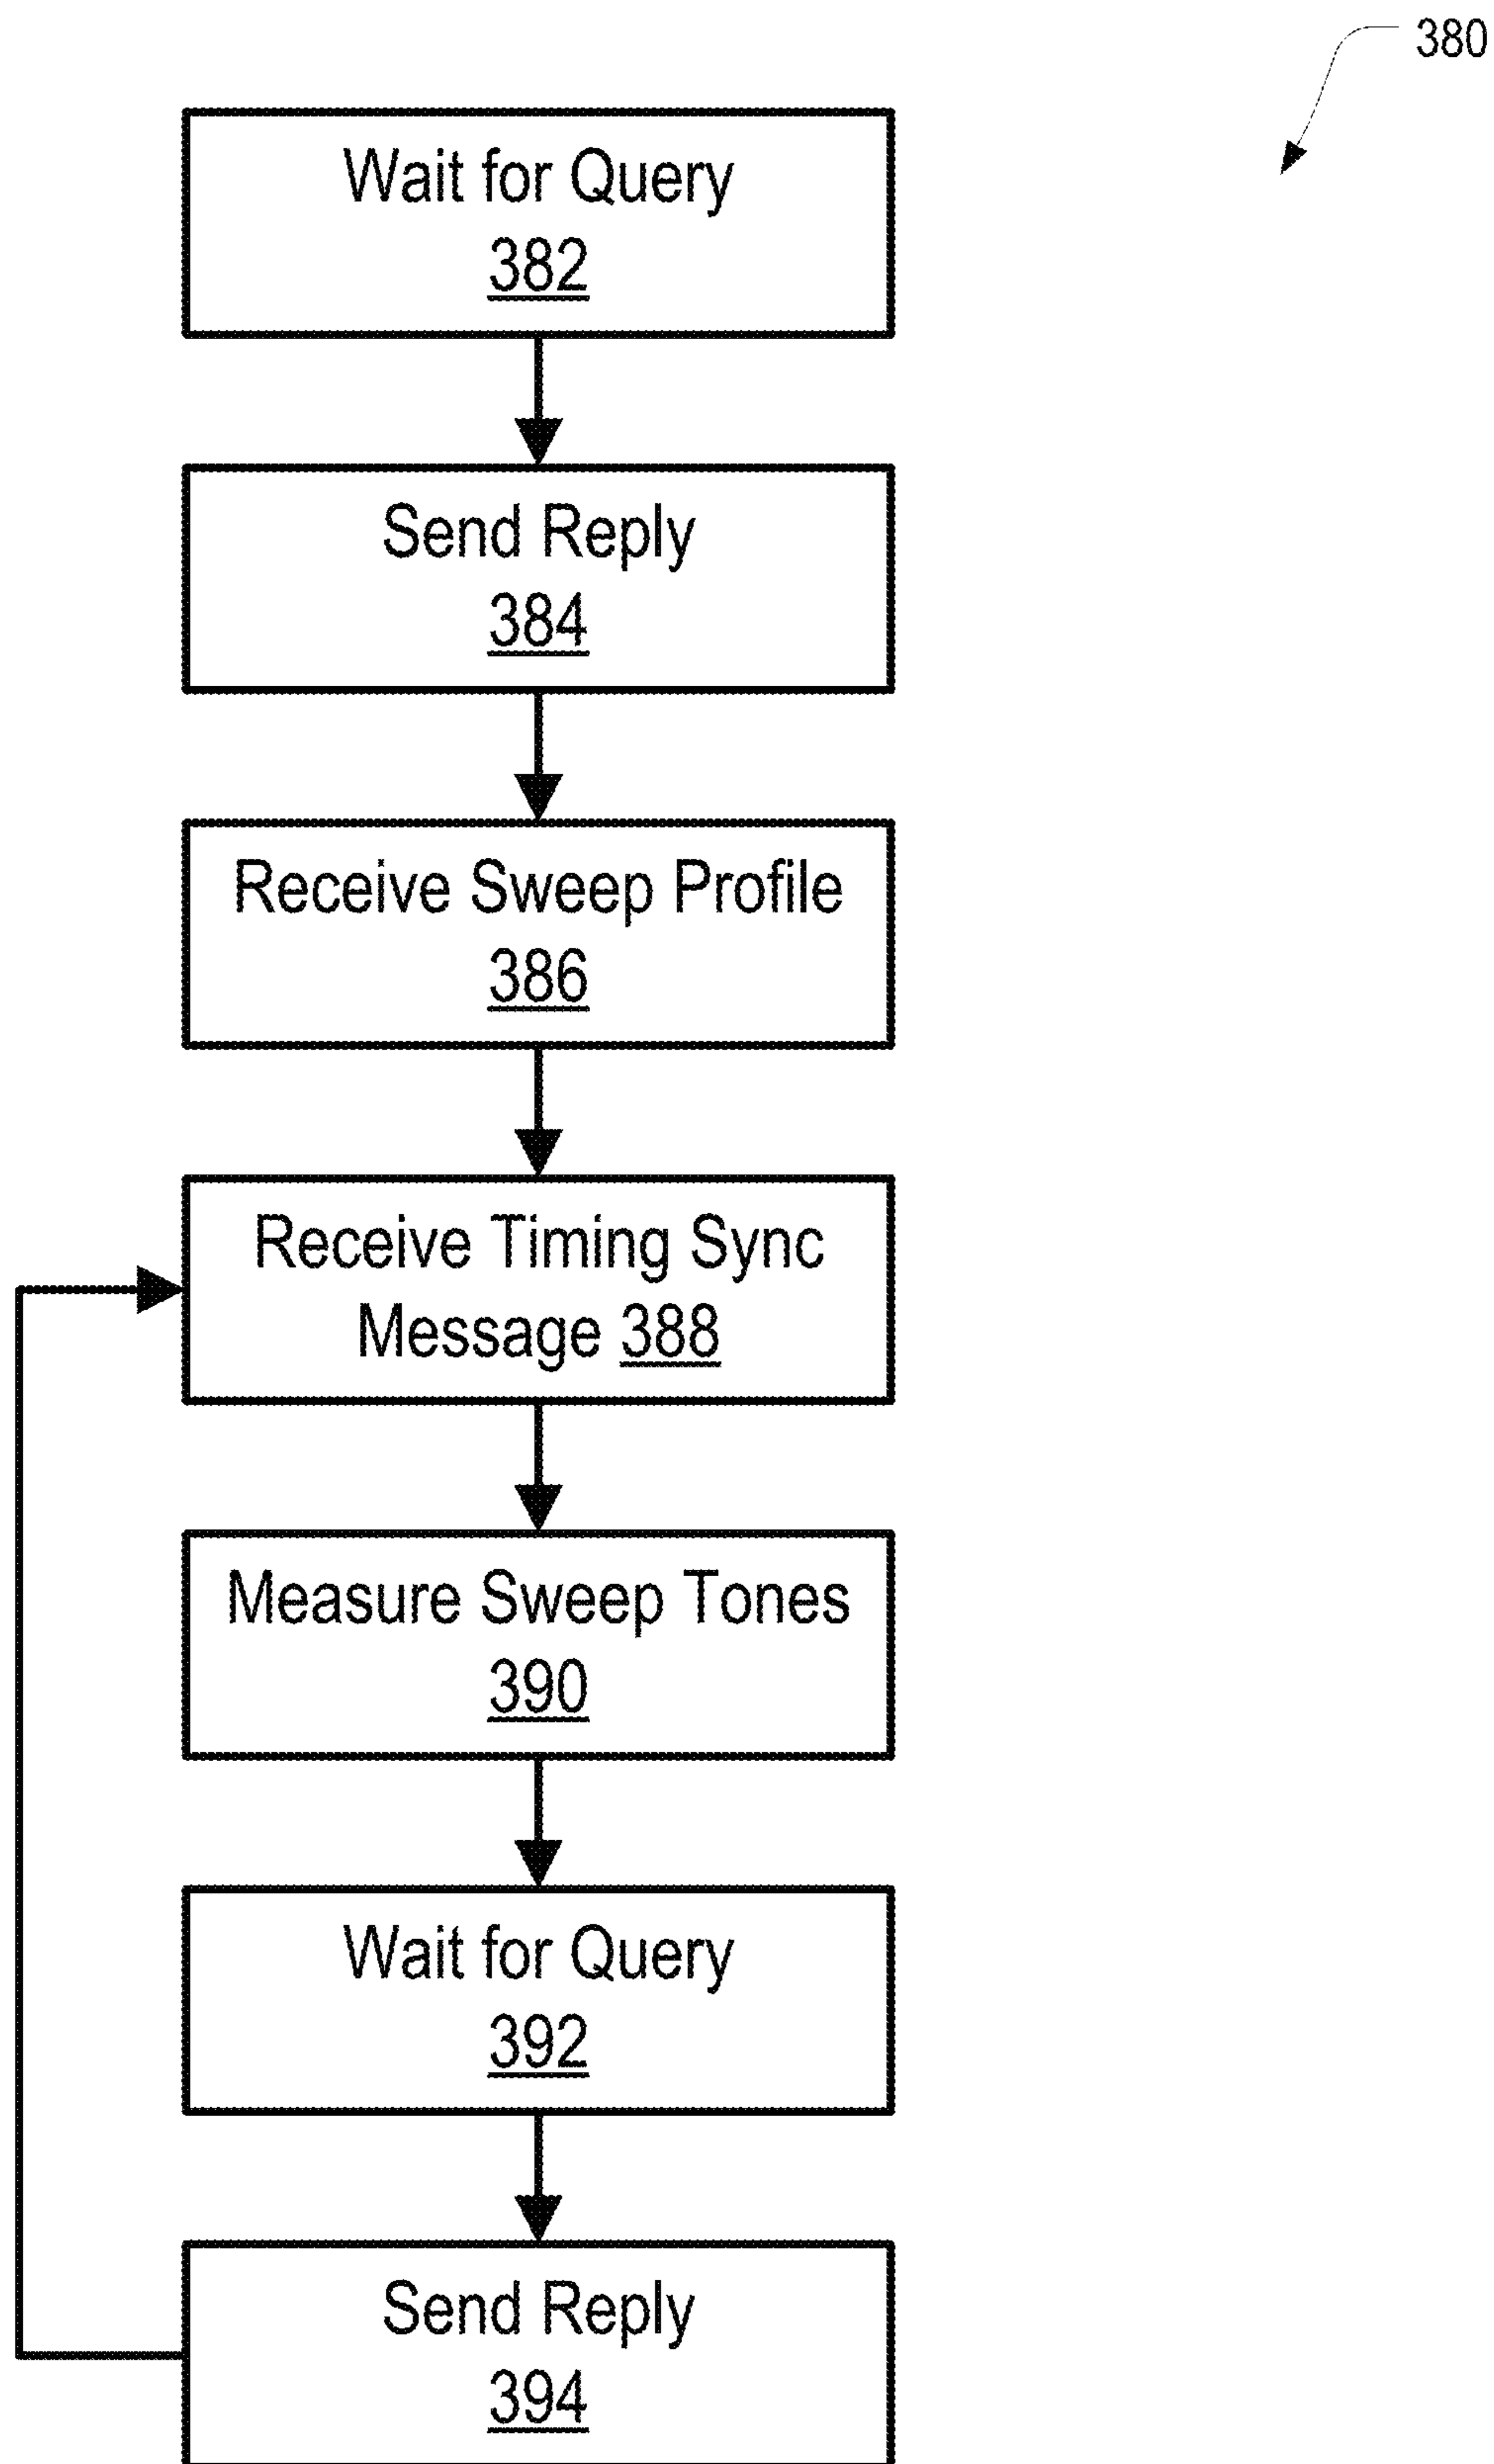 380
Wait for Query
382
Send Reply
384
Receive Sweep Profile
386
Receive Timing Sync
Message 388
Measure Sweep Tones
390
Wait for Query
392
Send Reply
394